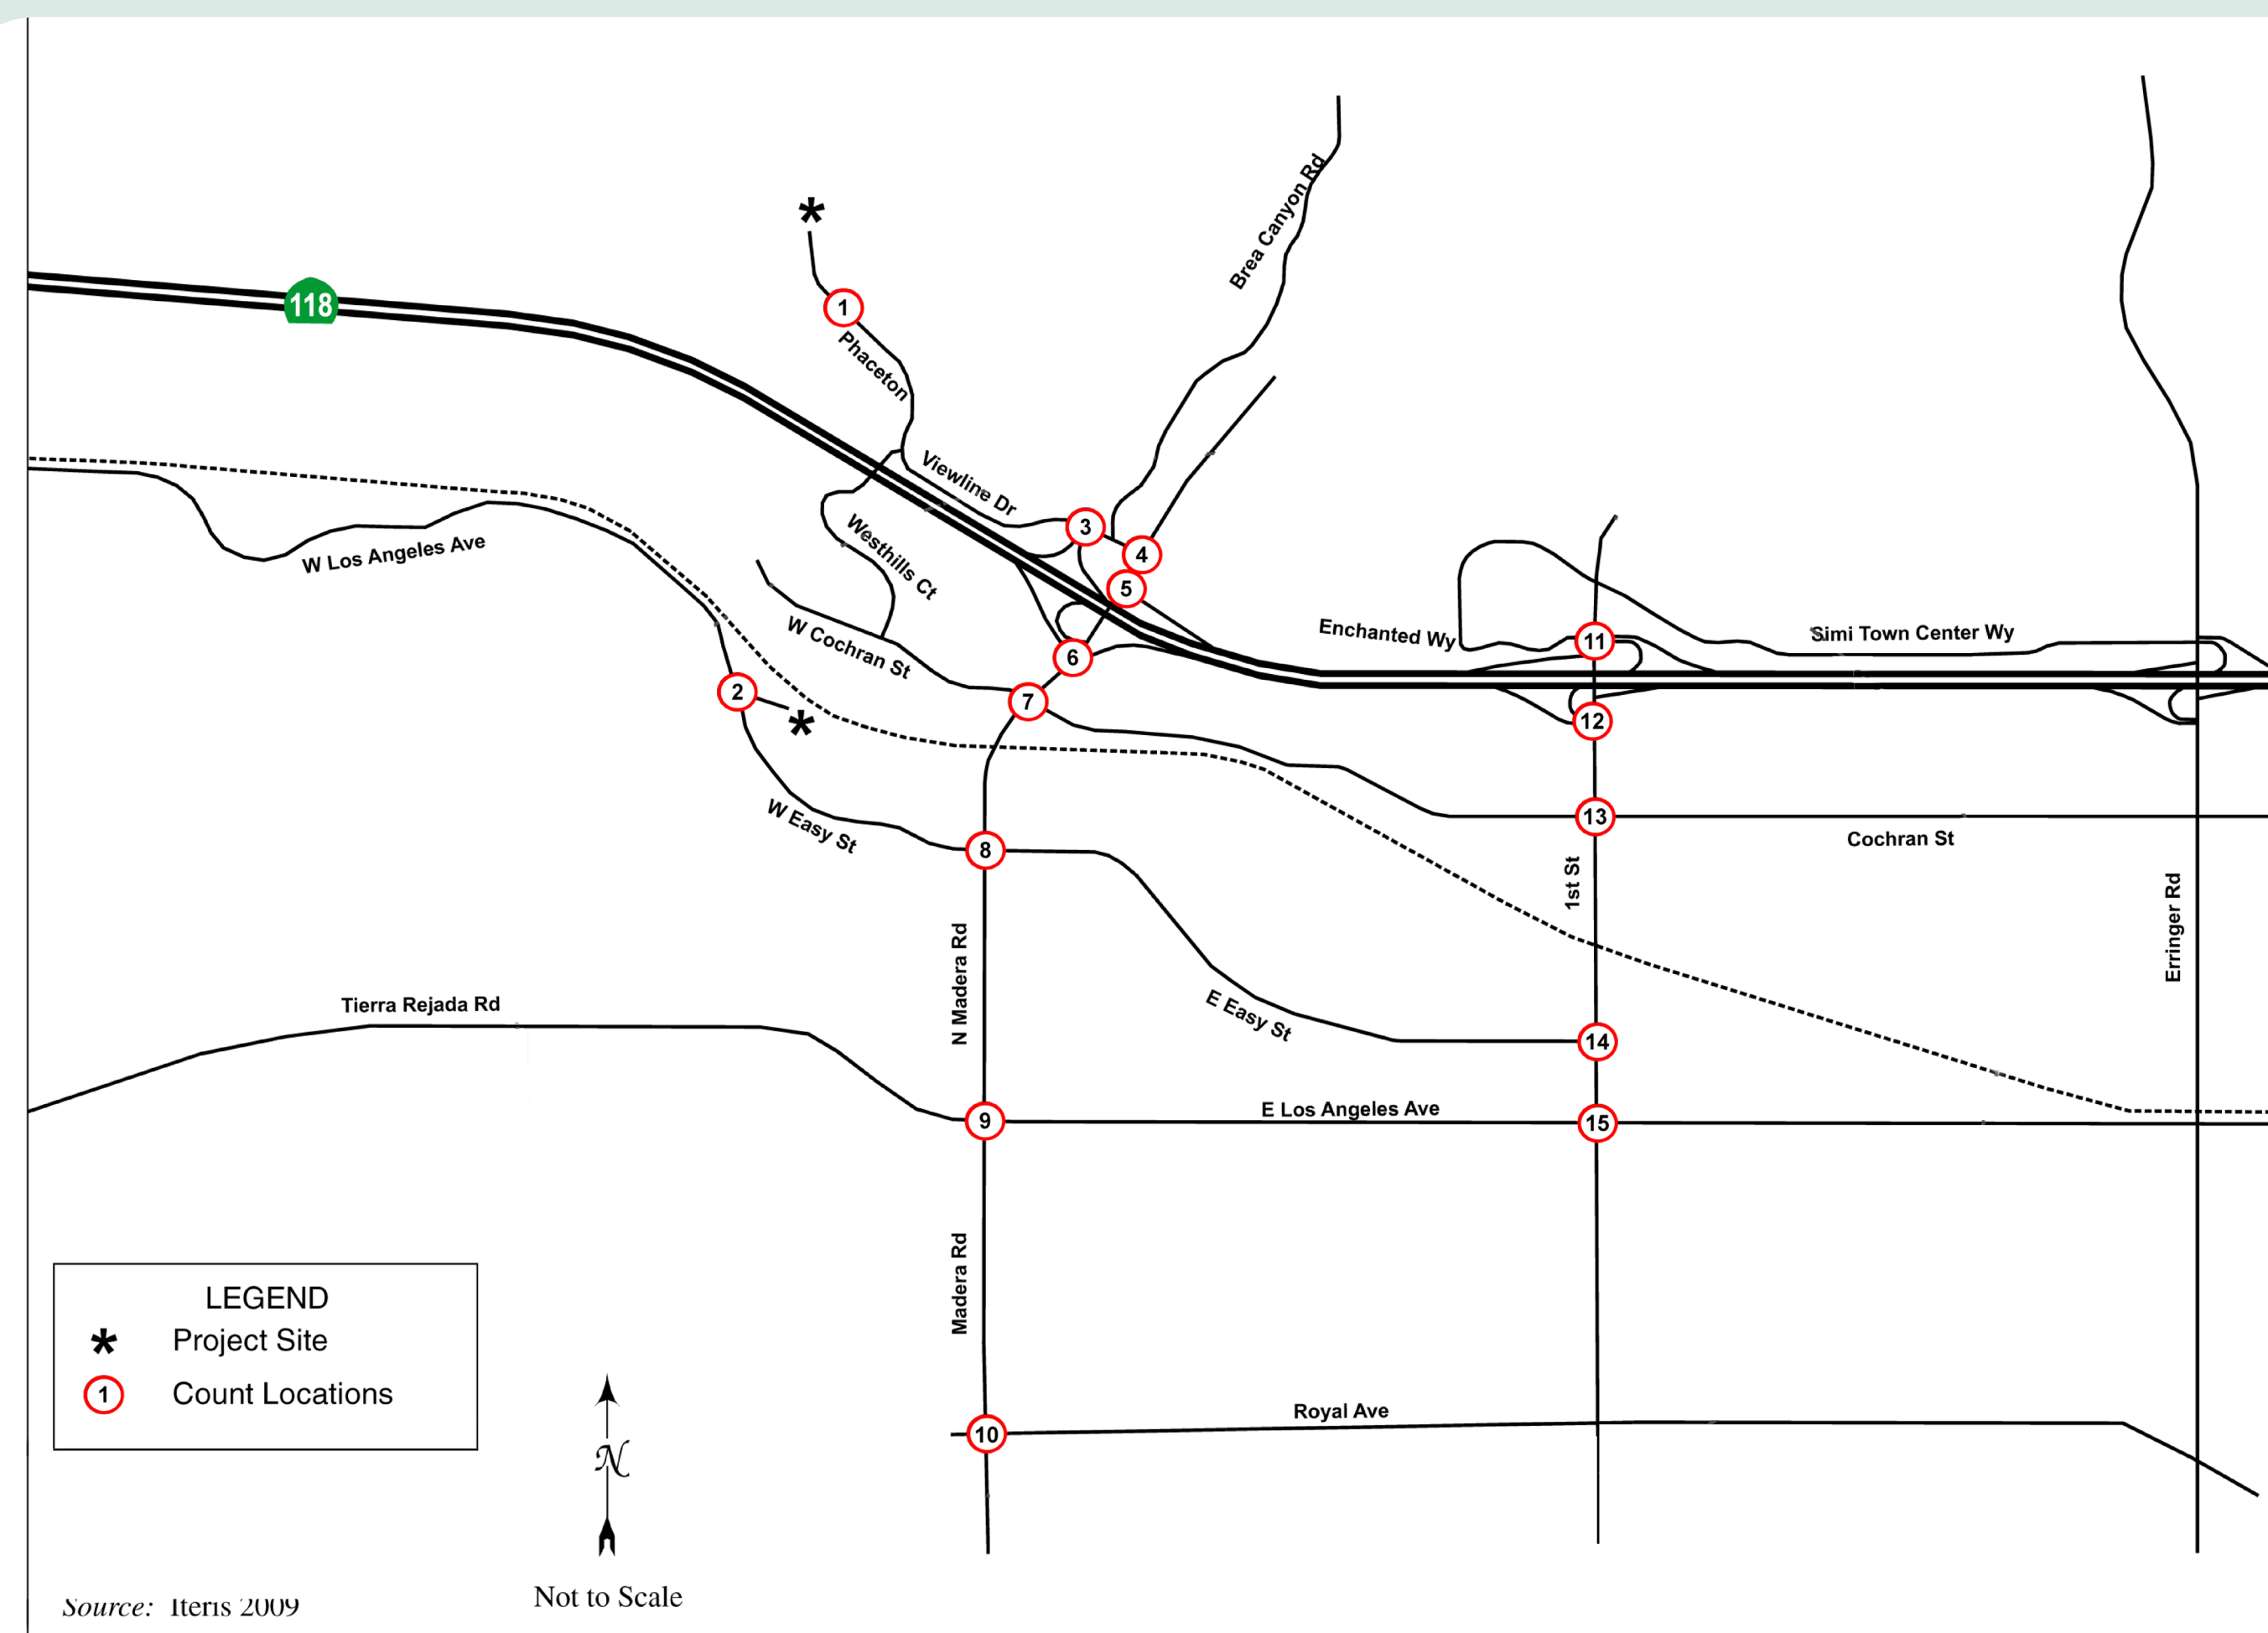 Brea Canyon Rd
118
1
Phaceton
Viewline Dr
3
4
5
W Los Angeles Ave
Westhills Ct
W Cochran St
6
7
2
Enchanted Wy
11
Simi Town Center Wy
12
13
Cochran St
W Easy St
8
1st St
Erringer Rd
N Madera Rd
Tierra Rejada Rd
E Easy St
14
9
E Los Angeles Ave
15
Madera Rd
10
Royal Ave
LEGEND
* Project Site
1 Count Locations
N
Not to Scale
Source: Iteris 2009